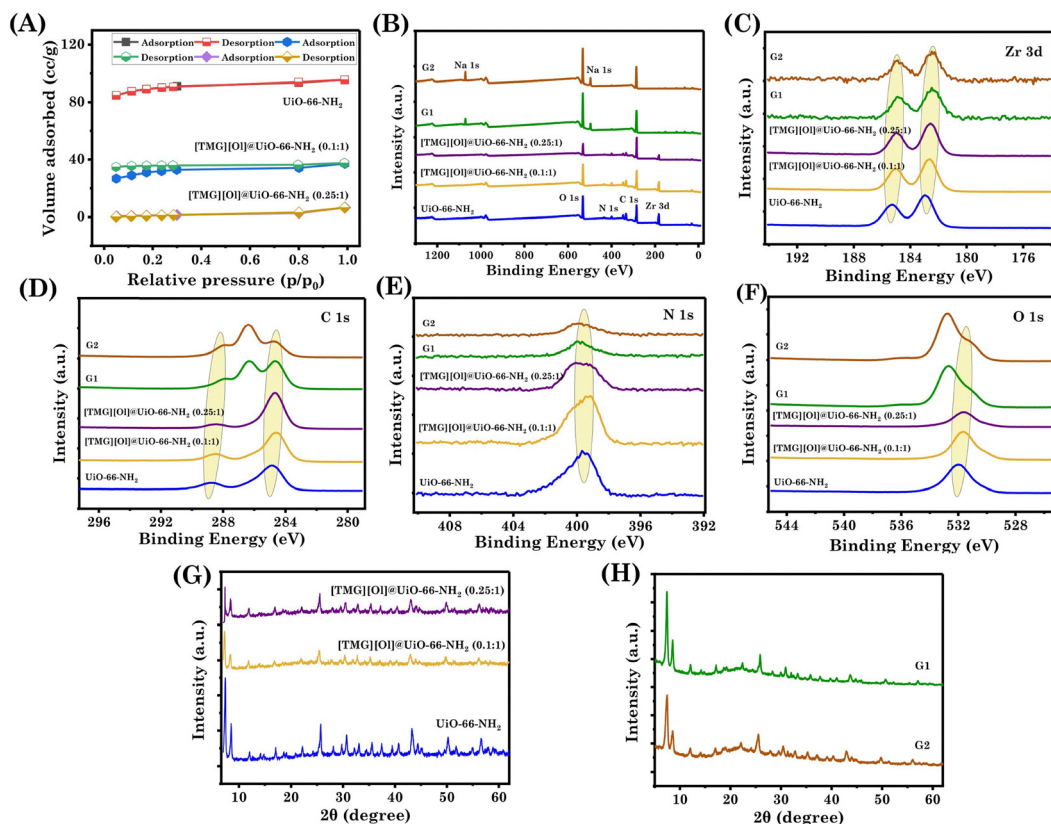 (A)
Volume adsorbed (cc/g)
120
80
40
0
Adsorption Desorption Adsorption
Desorption Adsorption Desorption
UiO-66-NH₂
[TMG][Ol]@UiO-66-NH₂ (0.1:1)
[TMG][Ol]@UiO-66-NH₂ (0.25:1)
0.0 0.2 0.4 0.6 0.8 1.0
Relative pressure (p/p₀)
(B)
Intensity (a.u.)
G2
Na 1s
Na 1s
G1
[TMG][Ol]@UiO-66-NH₂ (0.25:1)
[TMG][Ol]@UiO-66-NH₂ (0.1:1)
UiO-66-NH₂
O 1s
N 1s
C 1s
Zr 3d
1200 1000 800 600 400 200 0
Binding Energy (eV)
(C)
Intensity (a.u.)
Zr 3d
G2
G1
[TMG][Ol]@UiO-66-NH₂ (0.25:1)
[TMG][Ol]@UiO-66-NH₂ (0.1:1)
UiO-66-NH₂
192 188 184 180 176
Binding Energy (eV)
(D)
Intensity (a.u.)
C 1s
G2
G1
[TMG][Ol]@UiO-66-NH₂ (0.25:1)
[TMG][Ol]@UiO-66-NH₂ (0.1:1)
UiO-66-NH₂
296 292 288 284 280
Binding Energy (eV)
(E)
Intensity (a.u.)
N 1s
G2
G1
[TMG][Ol]@UiO-66-NH₂ (0.25:1)
[TMG][Ol]@UiO-66-NH₂ (0.1:1)
UiO-66-NH₂
408 404 400 396 392
Binding Energy (eV)
(F)
Intensity (a.u.)
O 1s
G2
G1
[TMG][Ol]@UiO-66-NH₂ (0.25:1)
[TMG][Ol]@UiO-66-NH₂ (0.1:1)
UiO-66-NH₂
544 540 536 532 528
Binding Energy (eV)
(G)
Intensity (a.u.)
[TMG][Ol]@UiO-66-NH₂ (0.25:1)
[TMG][Ol]@UiO-66-NH₂ (0.1:1)
UiO-66-NH₂
10 20 30 40 50 60
2θ (degree)
(H)
Intensity (a.u.)
G1
G2
10 20 30 40 50 60
2θ (degree)